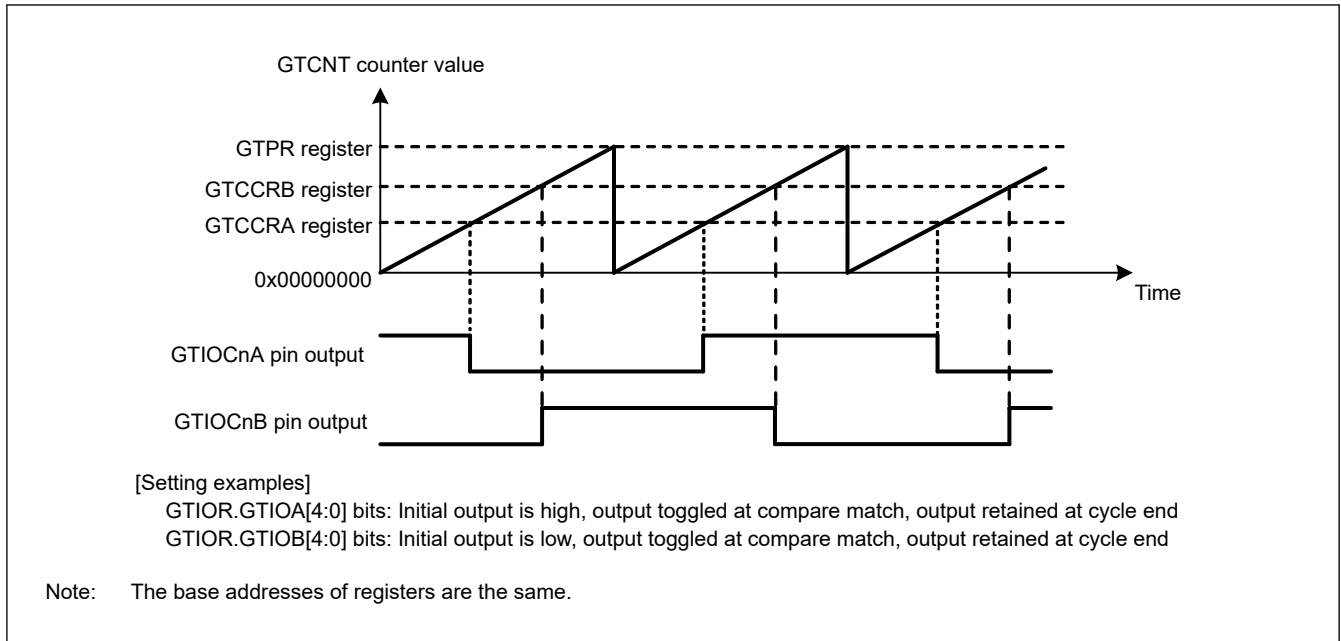 GTCNT counter value
GTPR register
GTCCRB register
GTCCRA register
0x00000000
Time
GTIOCnA pin output
GTIOCnB pin output
[Setting examples]
GTIOR.GTIOA[4:0] bits: Initial output is high, output toggled at compare match, output retained at cycle end
GTIOR.GTIOB[4:0] bits: Initial output is low, output toggled at compare match, output retained at cycle end
Note: The base addresses of registers are the same.